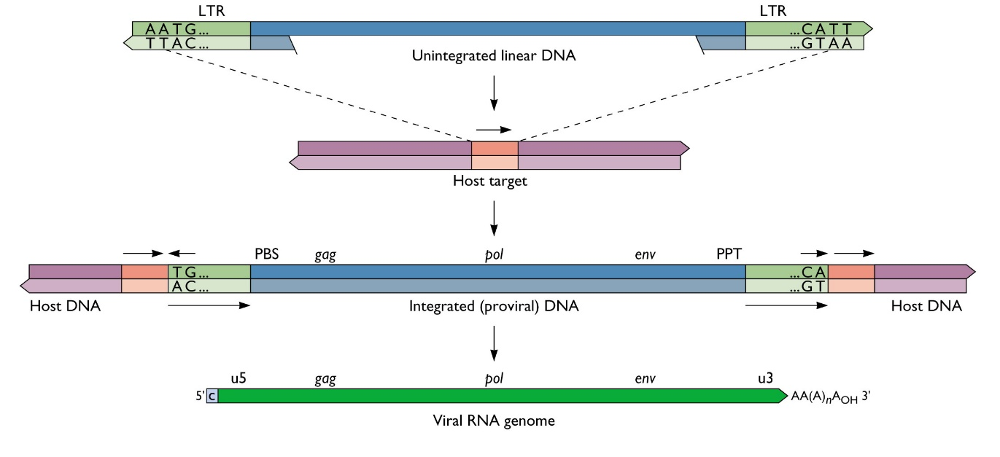 LTR LTR
AATG... ...CATT
TTAC... ...GTAA
Unintegrated linear DNA
Host target
PBS gag pol env PPT
TG... ...CA
AC... ...GT
Host DNA Integrated (proviral) DNA Host DNA
u5 gag pol env u3
5' c AA(A)nAOH 3'
Viral RNA genome